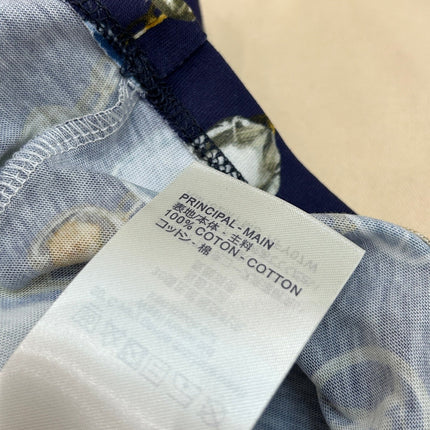 PRINCIPAL - MAIN
表地/本体 - 主料
100% COTON - COTTON
コットン - 棉